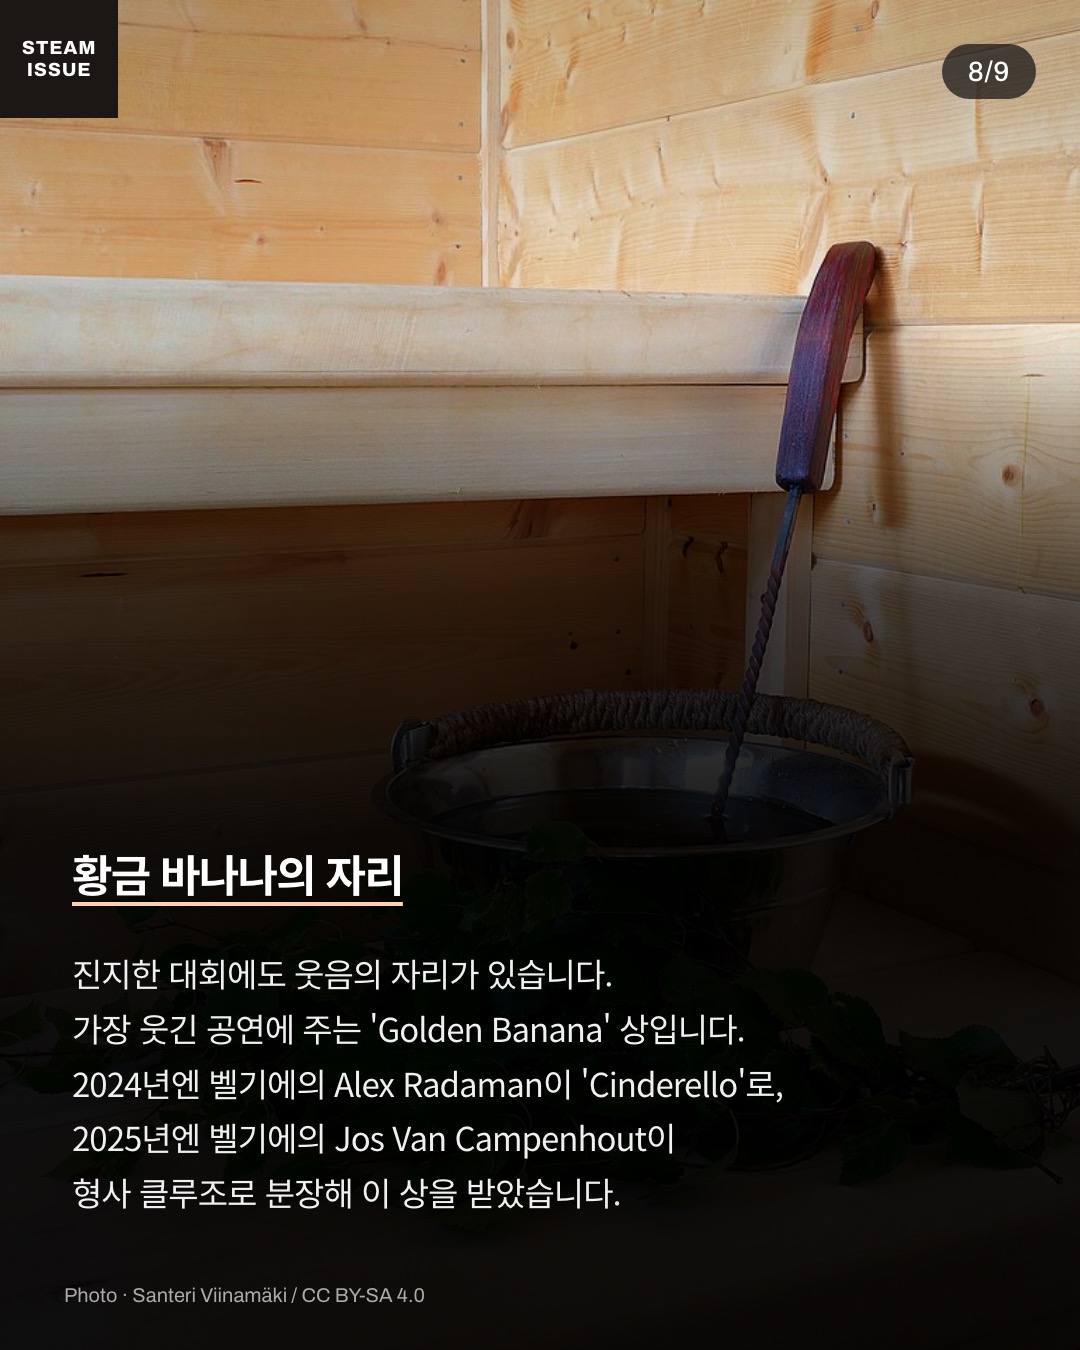 STEAM
ISSUE
8/9
황금 바나나의 자리
진지한 대회에도 웃음의 자리가 있습니다.
가장 웃긴 공연에 주는 'Golden Banana' 상입니다.
2024년엔 벨기에의 Alex Radaman이 'Cinderello'로,
2025년엔 벨기에의 Jos Van Campenhout이
형사 클루조로 분장해 이 상을 받았습니다.
Photo · Santeri Viinamäki / CC BY-SA 4.0